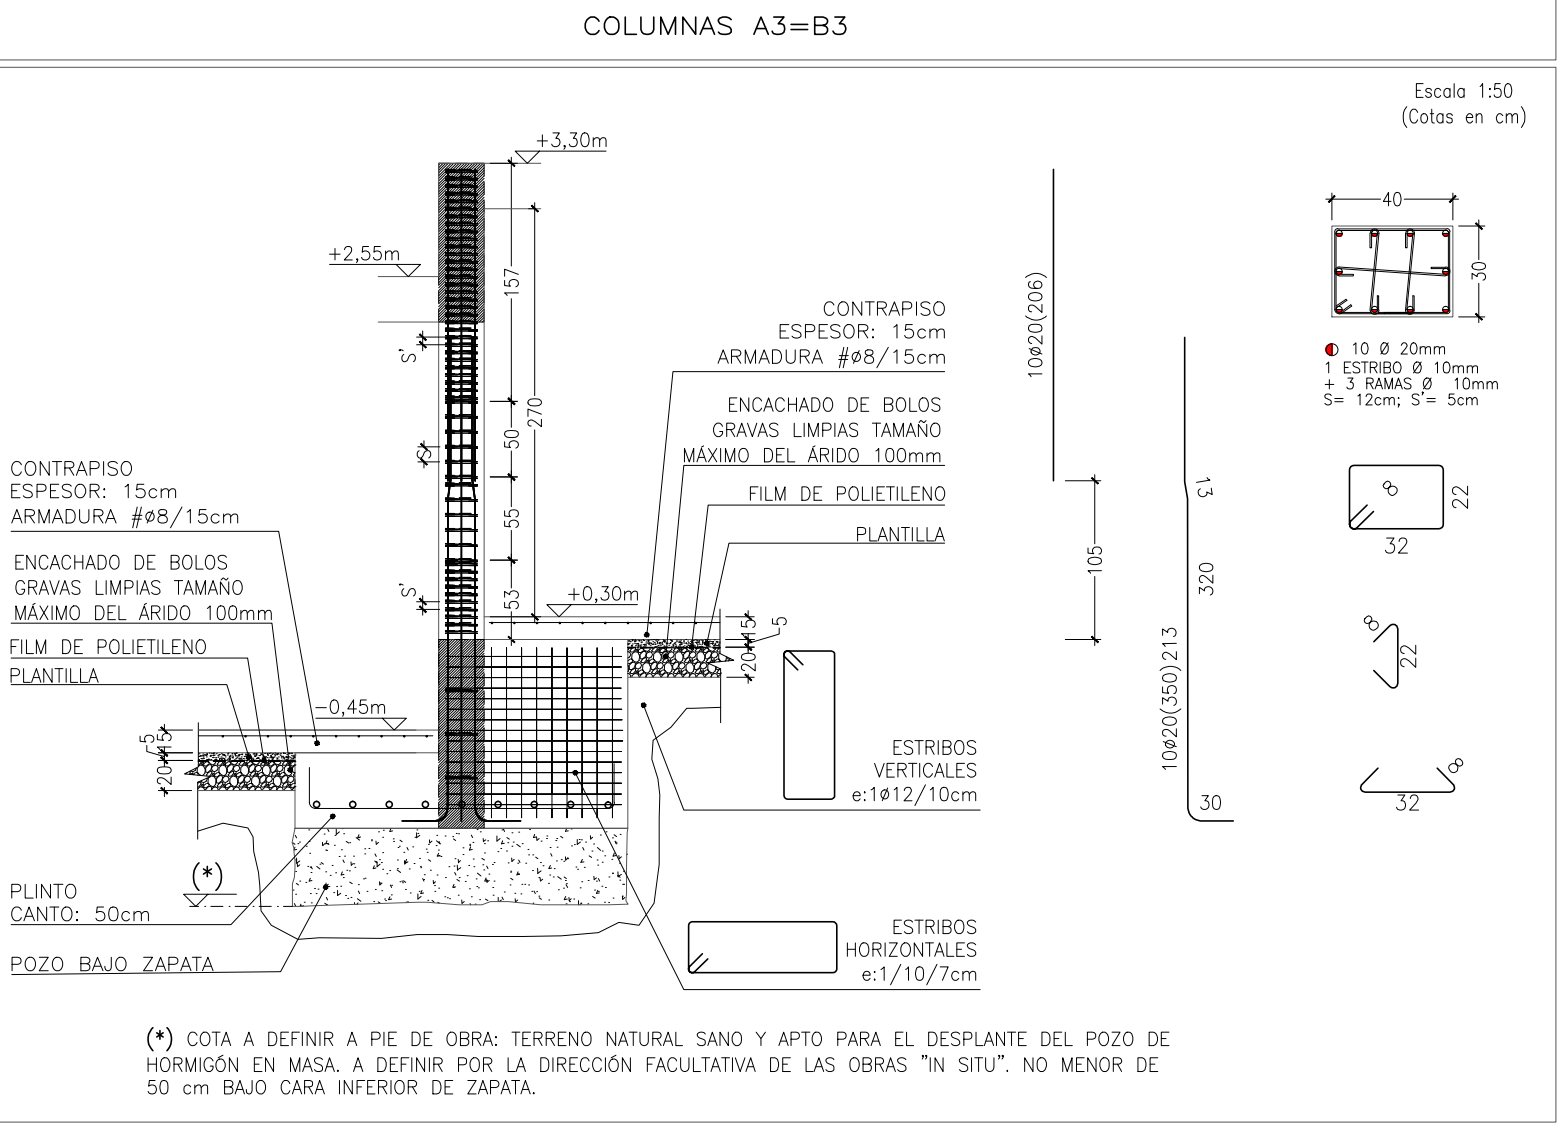 COLUMNAS A3=B3
Escala 1:50
(Cotas en cm)
+3,30m
+2,55m
157
270
50
55
53
S'
S
S'
+0,30m
-0,45m
CONTRAPISO
ESPESOR: 15cm
ARMADURA #ø8/15cm
ENCACHADO DE BOLOS
GRAVAS LIMPIAS TAMAÑO
MÁXIMO DEL ÁRIDO 100mm
FILM DE POLIETILENO
PLANTILLA
CONTRAPISO
ESPESOR: 15cm
ARMADURA #ø8/15cm
ENCACHADO DE BOLOS
GRAVAS LIMPIAS TAMAÑO
MÁXIMO DEL ÁRIDO 100mm
FILM DE POLIETILENO
PLANTILLA
15
5
20
5
15
20
(*)
PLINTO
CANTO: 50cm
POZO BAJO ZAPATA
ESTRIBOS
VERTICALES
e:1ø12/10cm
ESTRIBOS
HORIZONTALES
e:1/10/7cm
10ø20(206)
105
13
320
10ø20(350)213
30
40
30
10 Ø 20mm
1 ESTRIBO Ø 10mm
+ 3 RAMAS Ø 10mm
S= 12cm; S'= 5cm
8
22
32
8
22
8
32
(*) COTA A DEFINIR A PIE DE OBRA: TERRENO NATURAL SANO Y APTO PARA EL DESPLANTE DEL POZO DE
HORMIGÓN EN MASA. A DEFINIR POR LA DIRECCIÓN FACULTATIVA DE LAS OBRAS "IN SITU". NO MENOR DE
50 cm BAJO CARA INFERIOR DE ZAPATA.